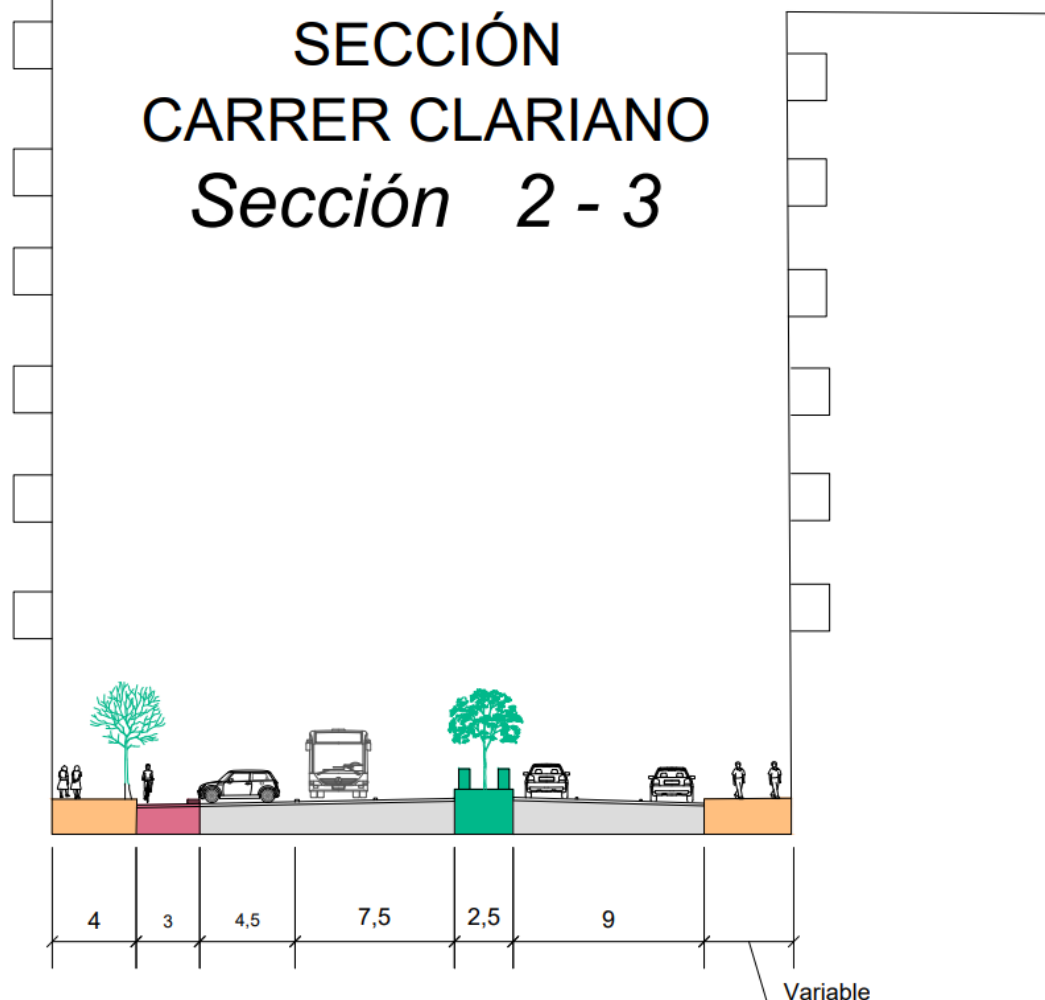 SECCIÓN
CARRER CLARIANO
Sección 2 - 3
4 3 4,5 7,5 2,5 9
Variable